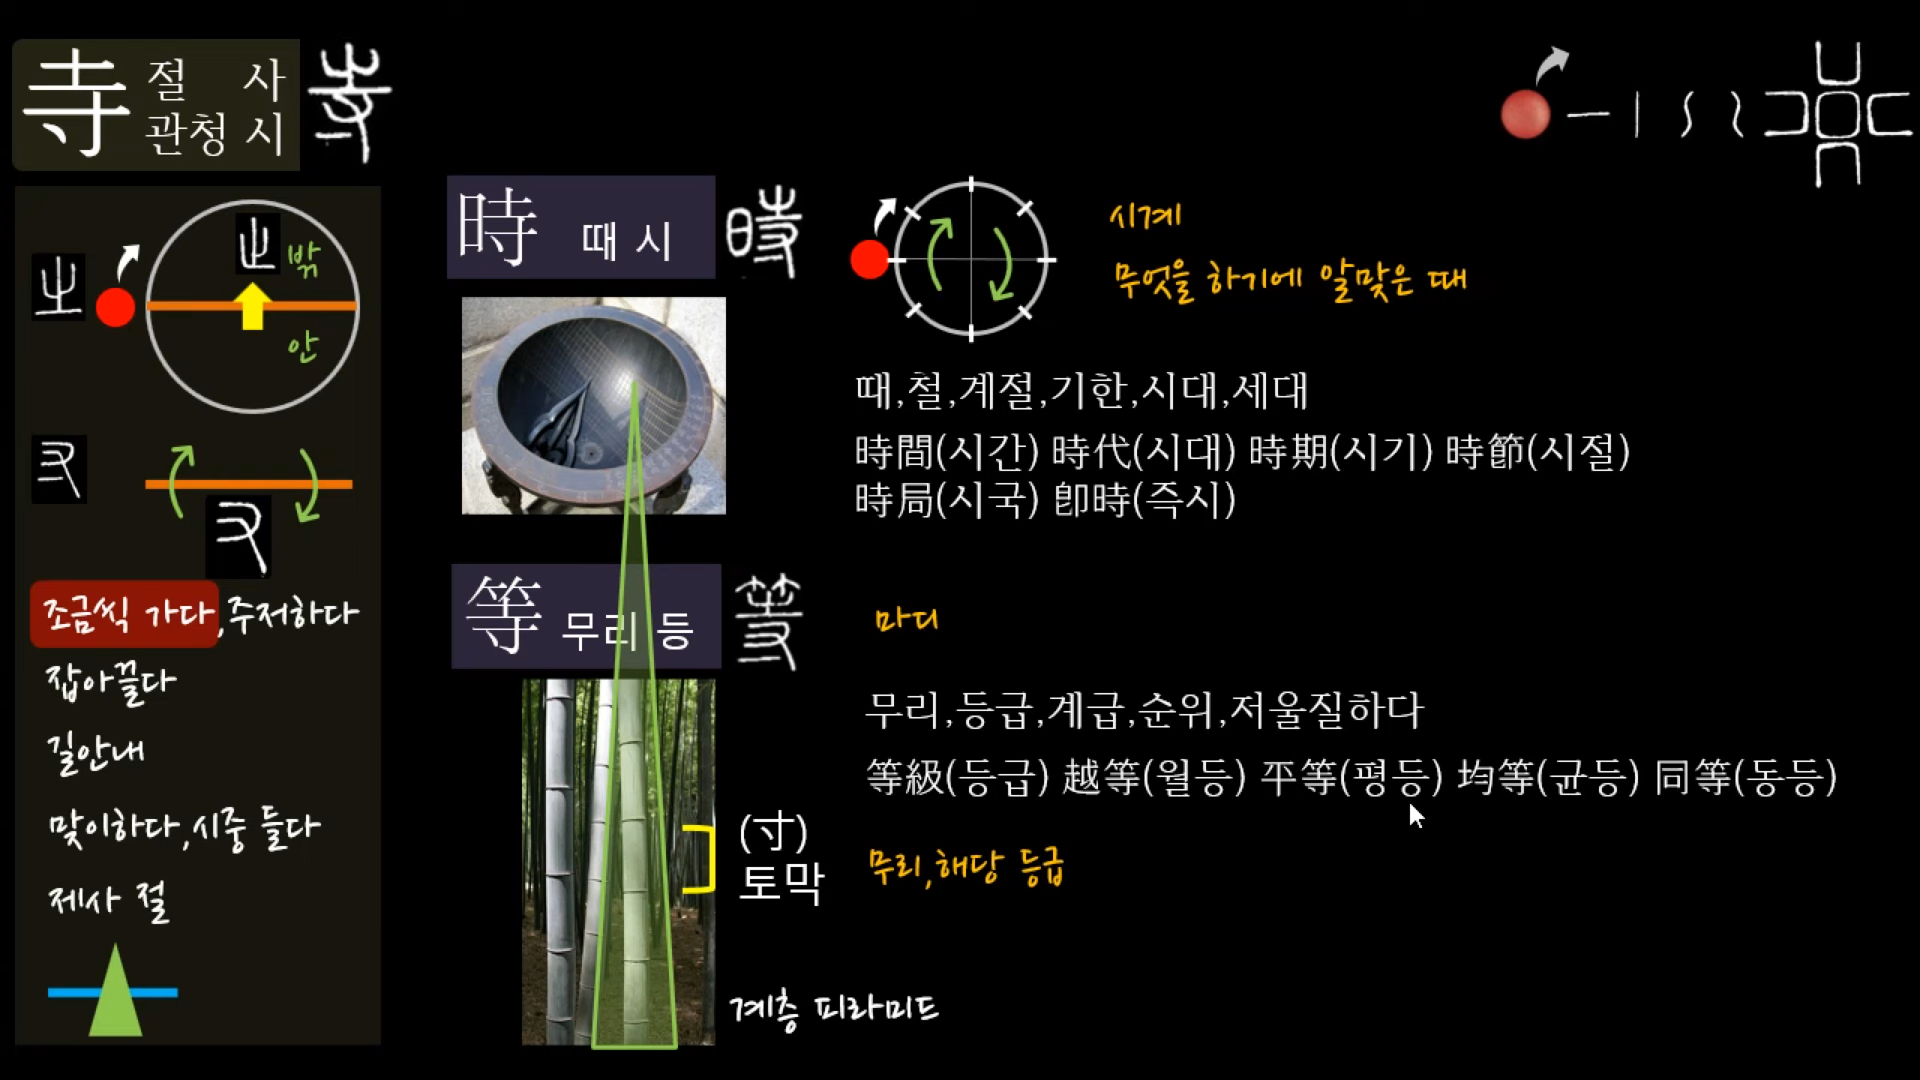 寺 절 사
관청 시
밖
안
조금씩 가다,주저하다
잡아끌다
길안내
맞이하다,시중 들다
제사 절
時 때 시
시계
무엇을 하기에 알맞은 때
때,철,계절,기한,시대,세대
時間(시간) 時代(시대) 時期(시기) 時節(시절)
時局(시국) 卽時(즉시)
等 무리 등
마디
무리,등급,계급,순위,저울질하다
等級(등급) 越等(월등) 平等(평등) 均等(균등) 同等(동등)
(寸)
토막
무리,해당 등급
계층 피라미드